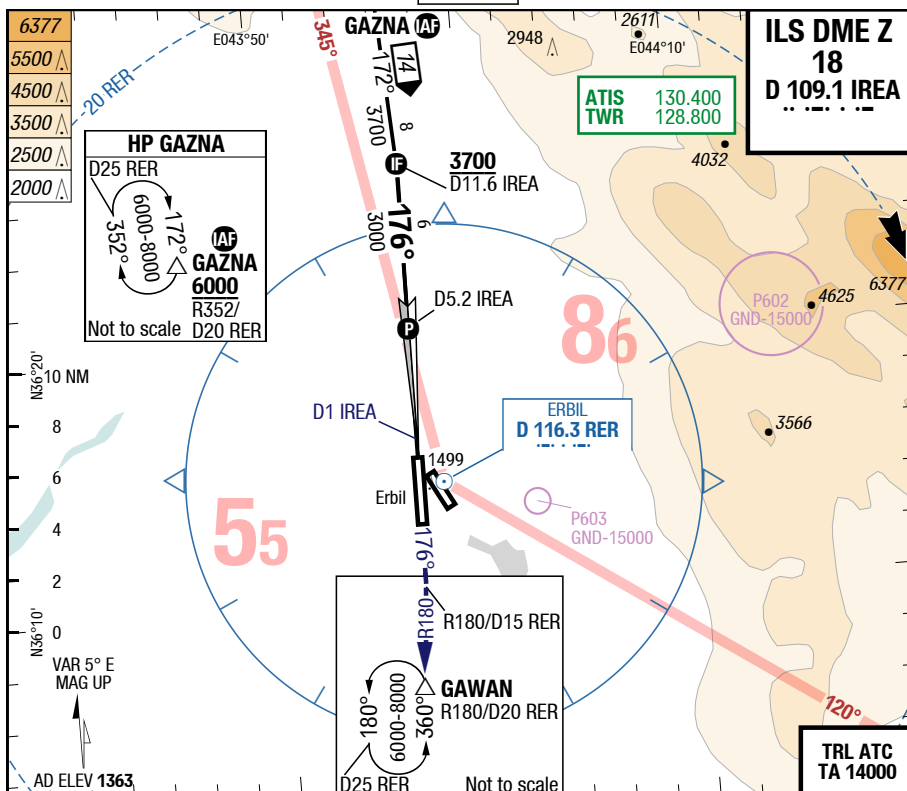 6377
5500
4500
3500
2500
2000
E043°50'
20 RER
345°
GAZNA IAF
172°
14
3700
8
2948
2611
E044°10'
ILS DME Z
18
D 109.1 IREA
ATIS 130.400
TWR 128.800
4032
HP GAZNA
D25 RER
352°
6000-8000
172°
IAF
GAZNA
6000
R352/
D20 RER
Not to scale
IF
3700
D11.6 IREA
176°
3000
6
D5.2 IREA
P
86
P602
GND-15000
4625
6377
3566
N36°20'
10 NM
8
6
4
2
0
N36°10'
D1 IREA
ERBIL
D 116.3 RER
1499
Erbil
55
P603
GND-15000
176°
R180
R180/D15 RER
GAWAN
R180/D20 RER
180°
6000-8000
360°
D25 RER
Not to scale
120°
VAR 5° E
MAG UP
AD ELEV 1363
TRL ATC
TA 14000